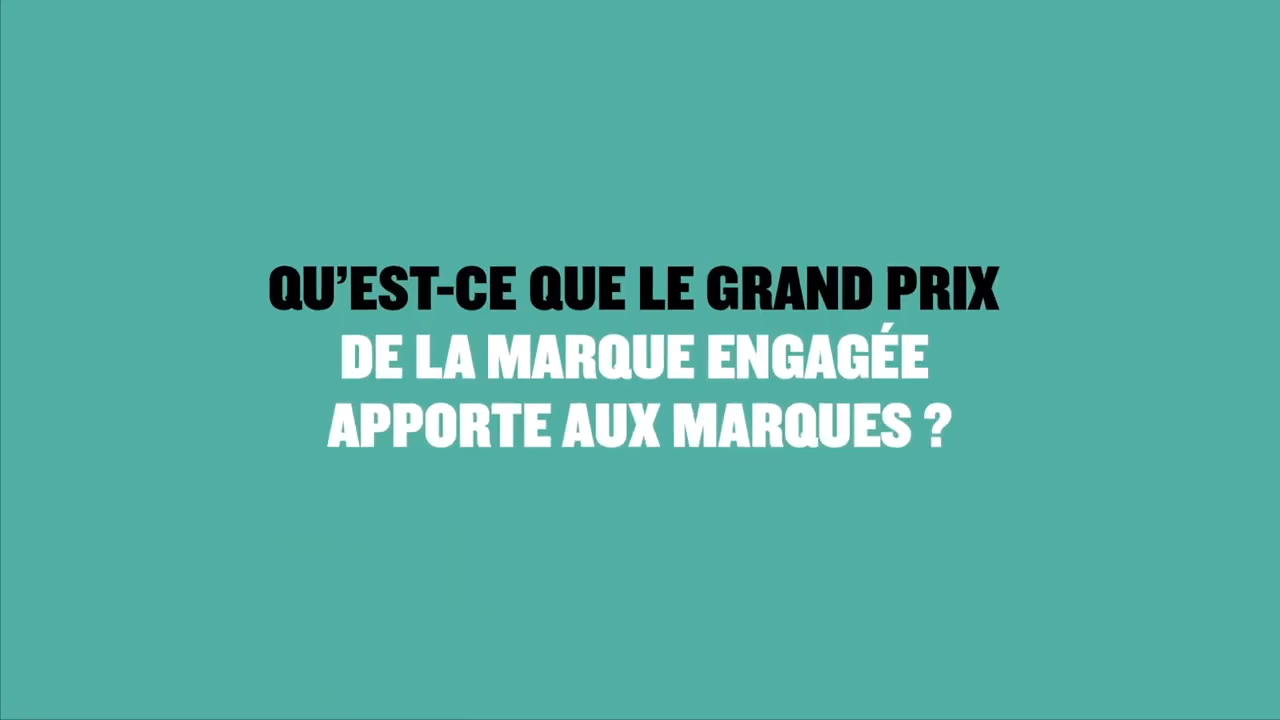 QU’EST-CE QUE LE GRAND PRIX
DE LA MARQUE ENGAGÉE
APPORTE AUX MARQUES ?